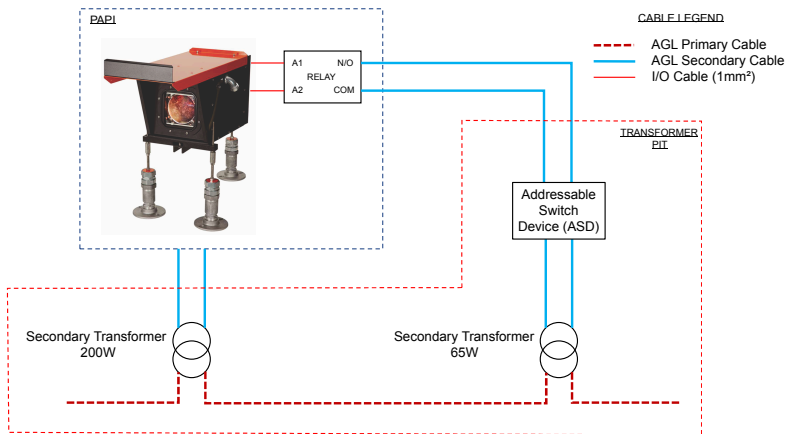 PAPI
CABLE LEGEND
AGL Primary Cable
AGL Secondary Cable
I/O Cable (1mm²)
A1
N/O
RELAY
A2
COM
TRANSFORMER
PIT
Addressable
Switch
Device (ASD)
Secondary Transformer
200W
Secondary Transformer
65W